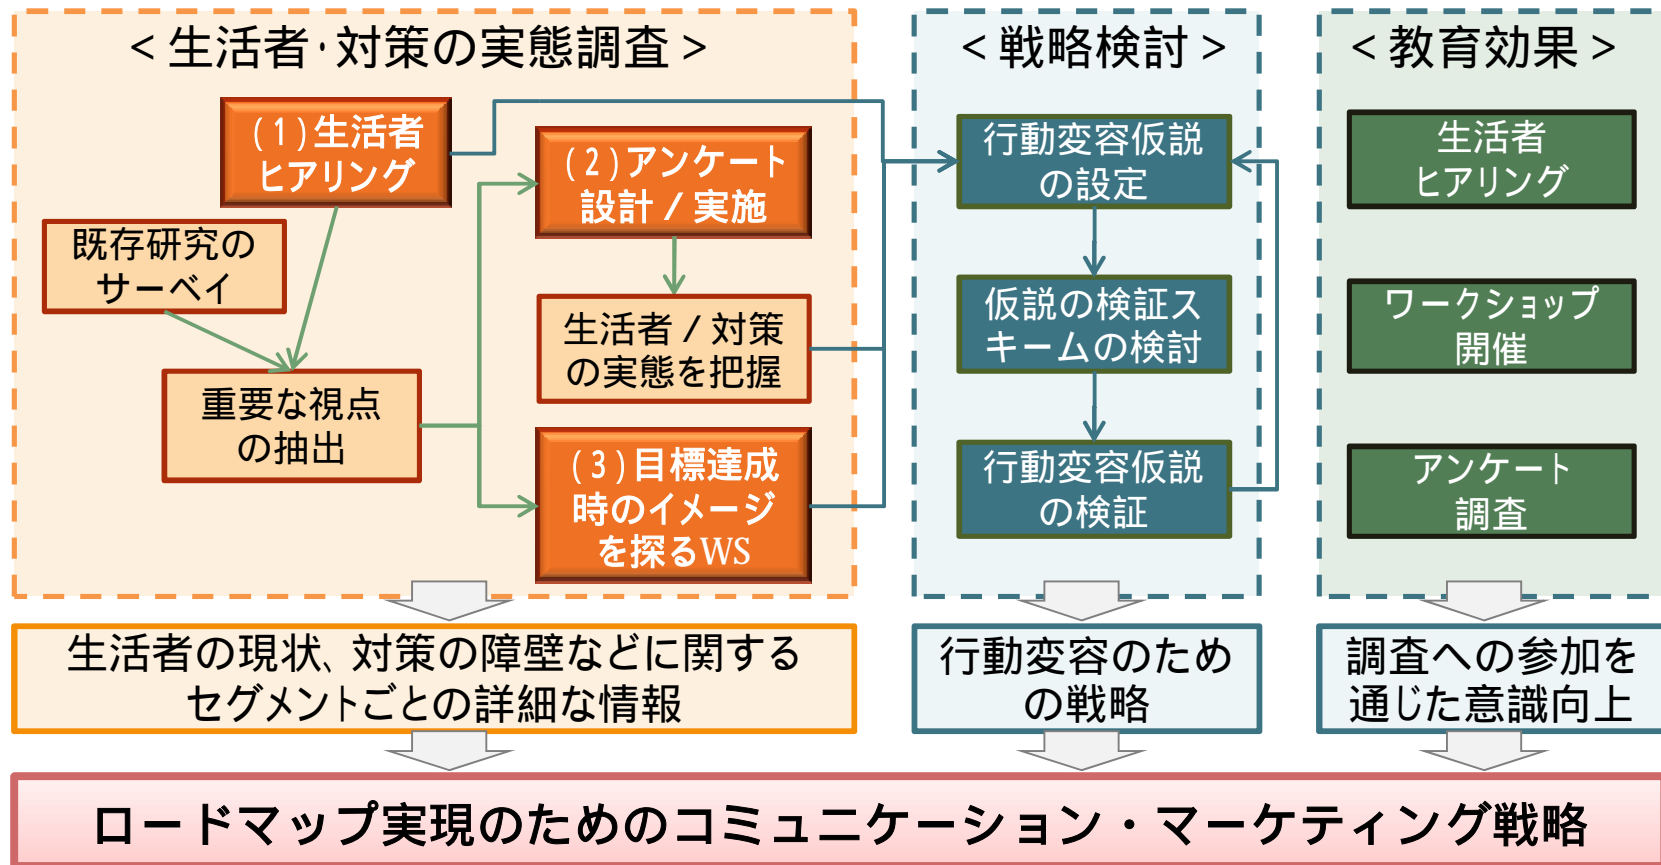 ＜生活者・対策の実態調査＞
(1)生活者
ヒアリング
既存研究の
サーベイ
重要な視点
の抽出
(2)アンケート
設計／実施
生活者／対策
の実態を把握
(3)目標達成
時のイメージ
を探るWS
＜戦略検討＞
行動変容仮説
の設定
仮説の検証ス
キームの検討
行動変容仮説
の検証
＜教育効果＞
生活者
ヒアリング
ワークショップ
開催
アンケート
調査
生活者の現状、対策の障壁などに関する
セグメントごとの詳細な情報
行動変容のため
の戦略
調査への参加を
通じた意識向上
ロードマップ実現のためのコミュニケーション・マーケティング戦略